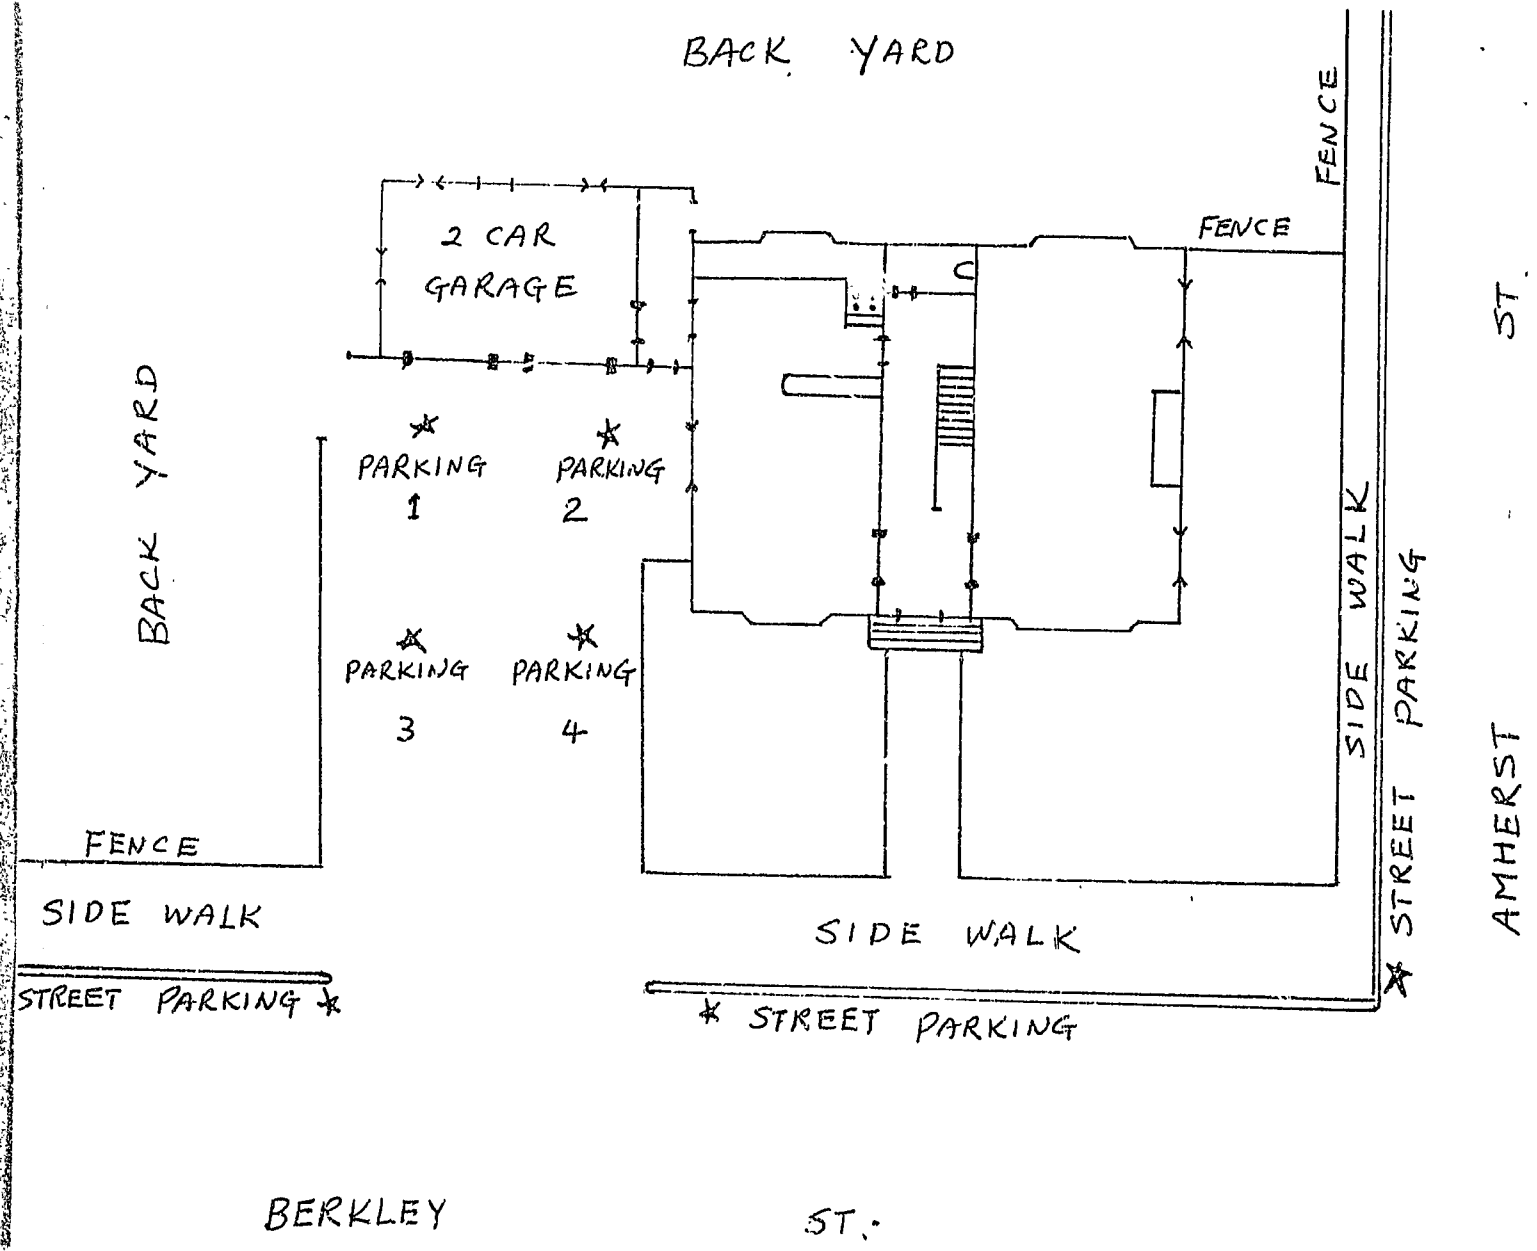 BACK YARD
FENCE
FENCE
2 CAR
GARAGE
ST.
BACK YARD
PARKING
1
PARKING
2
SIDE WALK
STREET PARKING
AMHERST
PARKING
3
PARKING
4
FENCE
SIDE WALK
SIDE WALK
STREET PARKING
STREET PARKING
BERKLEY ST.